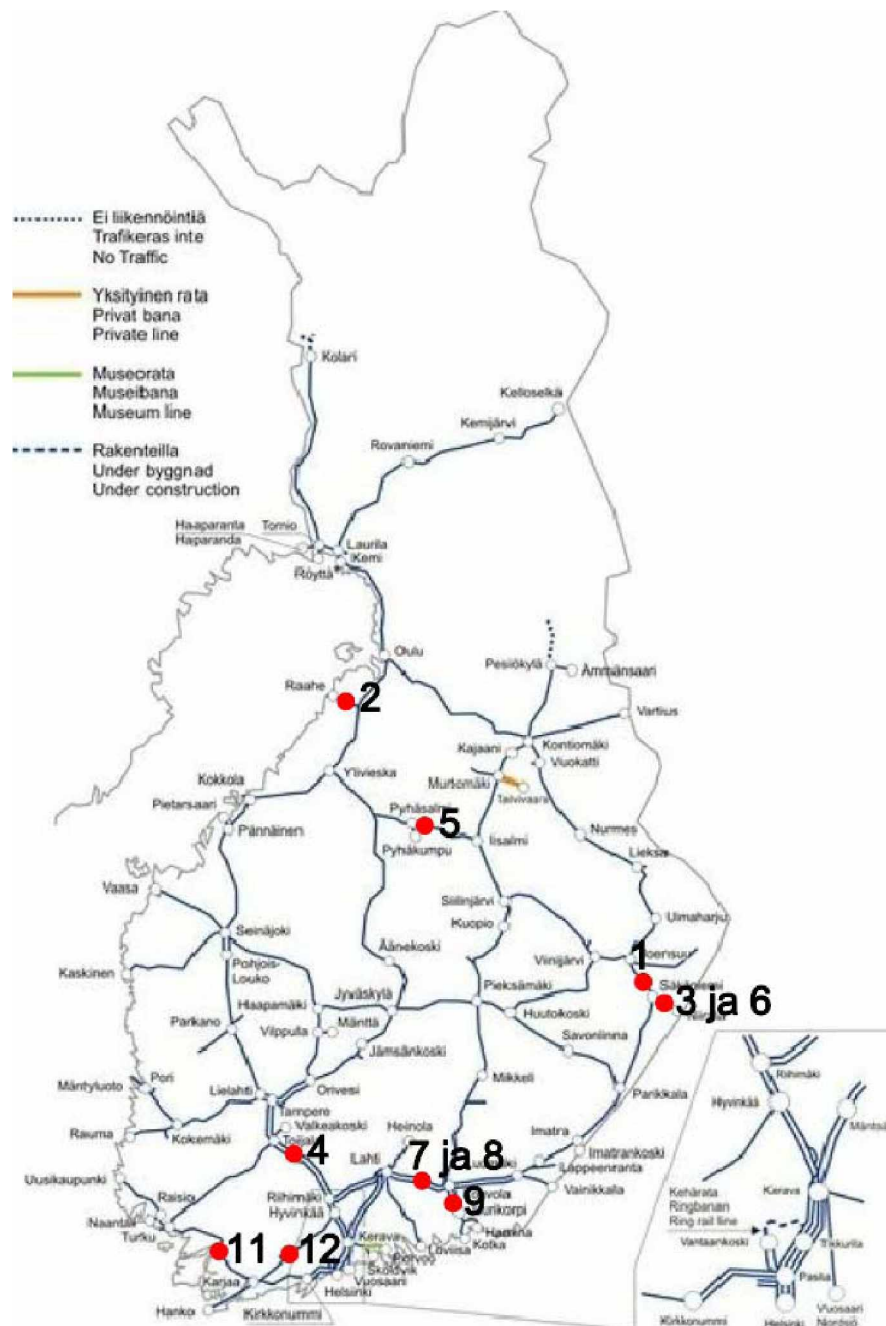 Ei liikennöintiä
Trafikeras inte
No Traffic
Yksityinen rata
Privat bana
Private line
Museorata
Museibana
Museum line
Rakenteilla
Under byggnad
Under construction
Kolari
Kelloselkä
Kemijärvi
Rovaniemi
Haaparanta
Haparanda
Tornio
Laurila
Kemi
Röyttä
Oulu
Pesiökylä
Ämmänsaari
Raahe
2
Vartius
Kontiomäki
Kajaani
Vuokatti
Ylivieska
Murtomäki
Talvivaara
Kokkola
Pietarsaari
Pännäinen
5
Pyhäkumpu
Iisalmi
Nurmes
Lieksa
Vaasa
Siilinjärvi
Kuopio
Uimaharju
Seinäjoki
Pohjois-
Louko
Äänekoski
Viinijärvi
Joensuu
1
Kaskinen
3 ja 6
Haapamäki
Jyväskylä
Pieksämäki
Huutokoski
Parkano
Vilppula
Mänttä
Savonlinna
Jämsänkoski
Mäntyluoto
Pori
Lielahti
Orivesi
Mikkeli
Parikkala
Tampere
Valkeakoski
Rauma
Kokemäki
Toijala
Heinola
Imatra
Imatrankoski
4
Lahti
7 ja 8
Lappeenranta
Vainikkala
Uusikaupunki
Raisio
Riihimäki
Hyvinkää
9
Naantali
Turku
Kerava
Loviisa
Kotka
11
12
Sköldvik
Vuosaari
Karjaa
Helsinki
Hanko
Kirkkonummi
Riihimäki
Hyvinkää
Kerava
Kehärata
Ringbanan
Ring rail line
Vantaankoski
Tikkurila
Pasila
Vuosaari
Nordsjö
Kirkkonummi
Helsinki